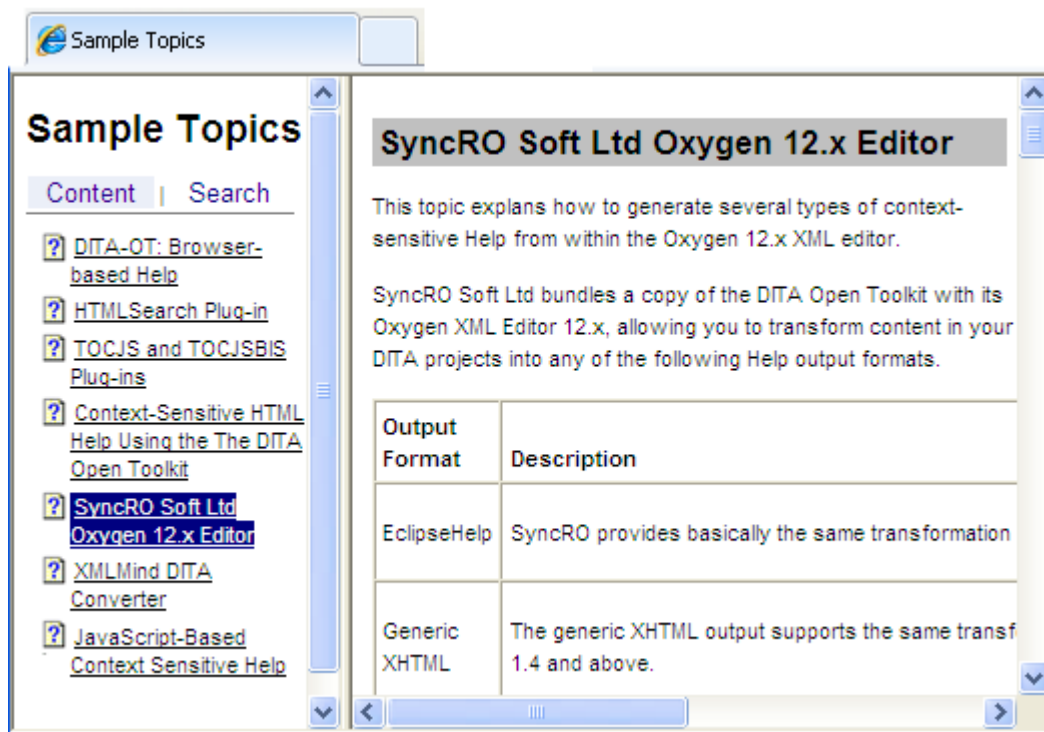 Sample Topics
Sample Topics
Content | Search
DITA-OT: Browser-
based Help
HTMLSearch Plug-in
TOCJS and TOCJSBIS
Plug-ins
Context-Sensitive HTML
Help Using the The DITA
Open Toolkit
SyncRO Soft Ltd
Oxygen 12.x Editor
XMLMind DITA
Converter
JavaScript-Based
Context Sensitive Help
SyncRO Soft Ltd Oxygen 12.x Editor
This topic explans how to generate several types of context-
sensitive Help from within the Oxygen 12.x XML editor.
SyncRO Soft Ltd bundles a copy of the DITA Open Toolkit with its
Oxygen XML Editor 12.x, allowing you to transform content in your
DITA projects into any of the following Help output formats.
Output
Format
Description
EclipseHelp
SyncRO provides basically the same transformation
Generic
XHTML
The generic XHTML output supports the same transf
1.4 and above.